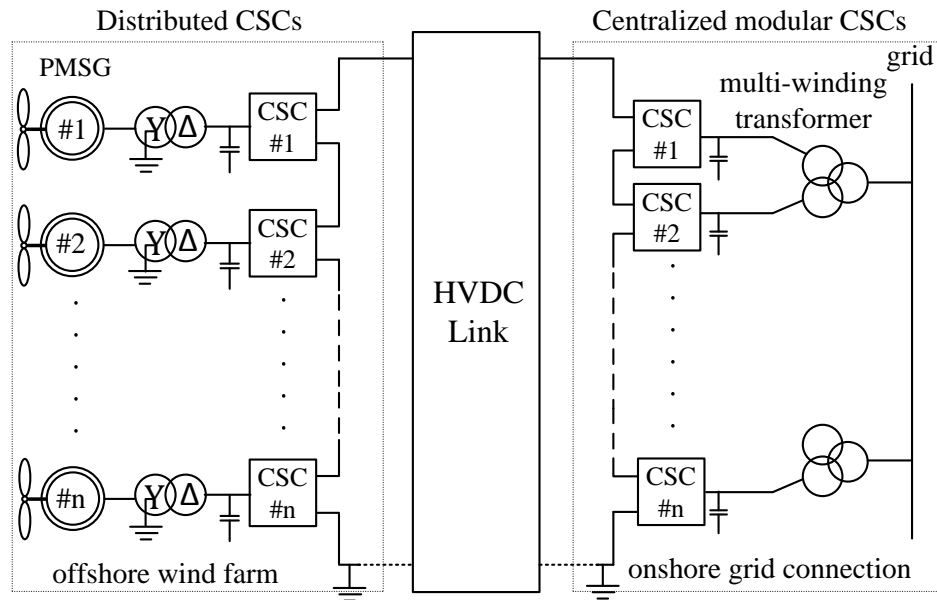 Distributed CSCs
Centralized modular CSCs
PMSG
#1
Y Δ
CSC
#1
#2
Y Δ
CSC
#2
#n
Y Δ
CSC
#n
offshore wind farm
HVDC
Link
CSC
#1
CSC
#2
CSC
#n
multi-winding
transformer
grid
onshore grid connection